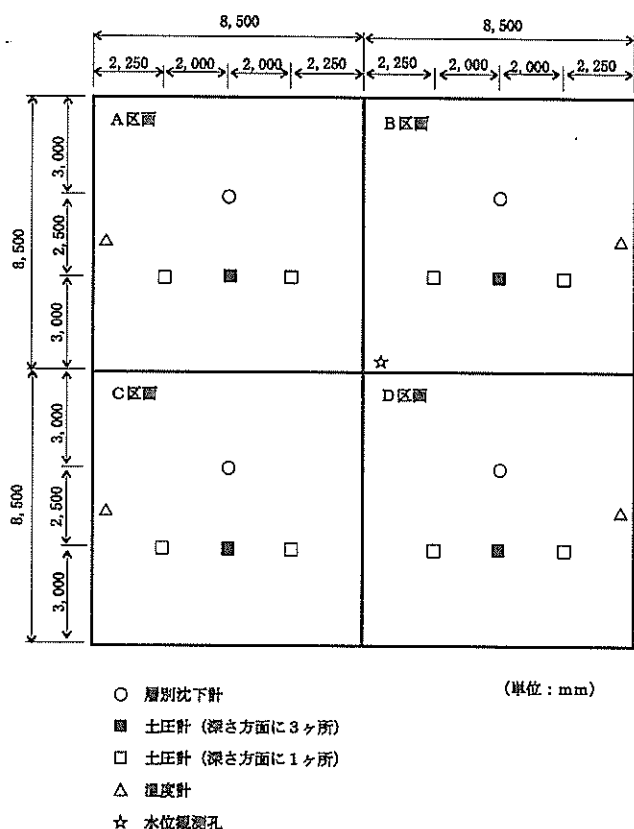 8,500 8,500
2,250 2,000 2,000 2,250 2,250 2,000 2,000 2,250
A区画 B区画
3,000
8,500 2,500
3,000
C区画 D区画
3,000
8,500 2,500
3,000
○ 層別沈下計 (単位:mm)
■ 土圧計(深さ方面に3ヶ所)
□ 土圧計(深さ方面に1ヶ所)
△ 温度計
☆ 水位観測孔